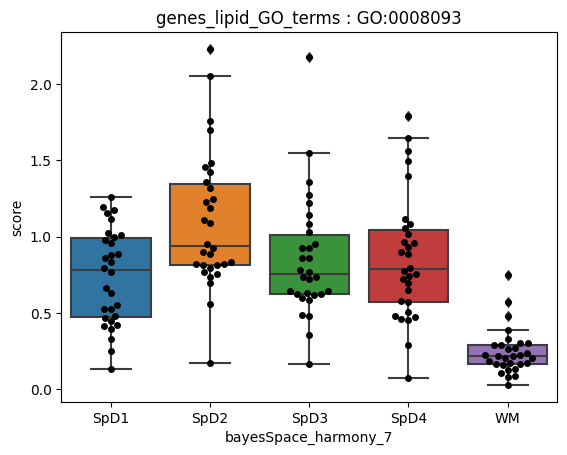 genes_lipid_GO_terms : GO:0008093
score
2.0
1.5
1.0
0.5
0.0
SpD1 SpD2 SpD3 SpD4 WM
bayesSpace_harmony_7